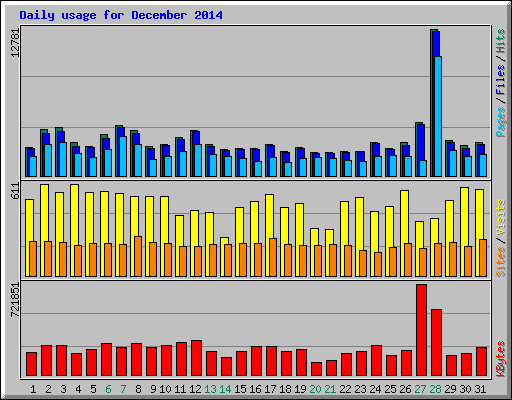 Daily usage for December 2014
12781
Pages / Files / Hits
611
Sites / Visits
721851
KBytes
1 2 3 4 5 6 7 8 9 10 11 12 13 14 15 16 17 18 19 20 21 22 23 24 25 26 27 28 29 30 31